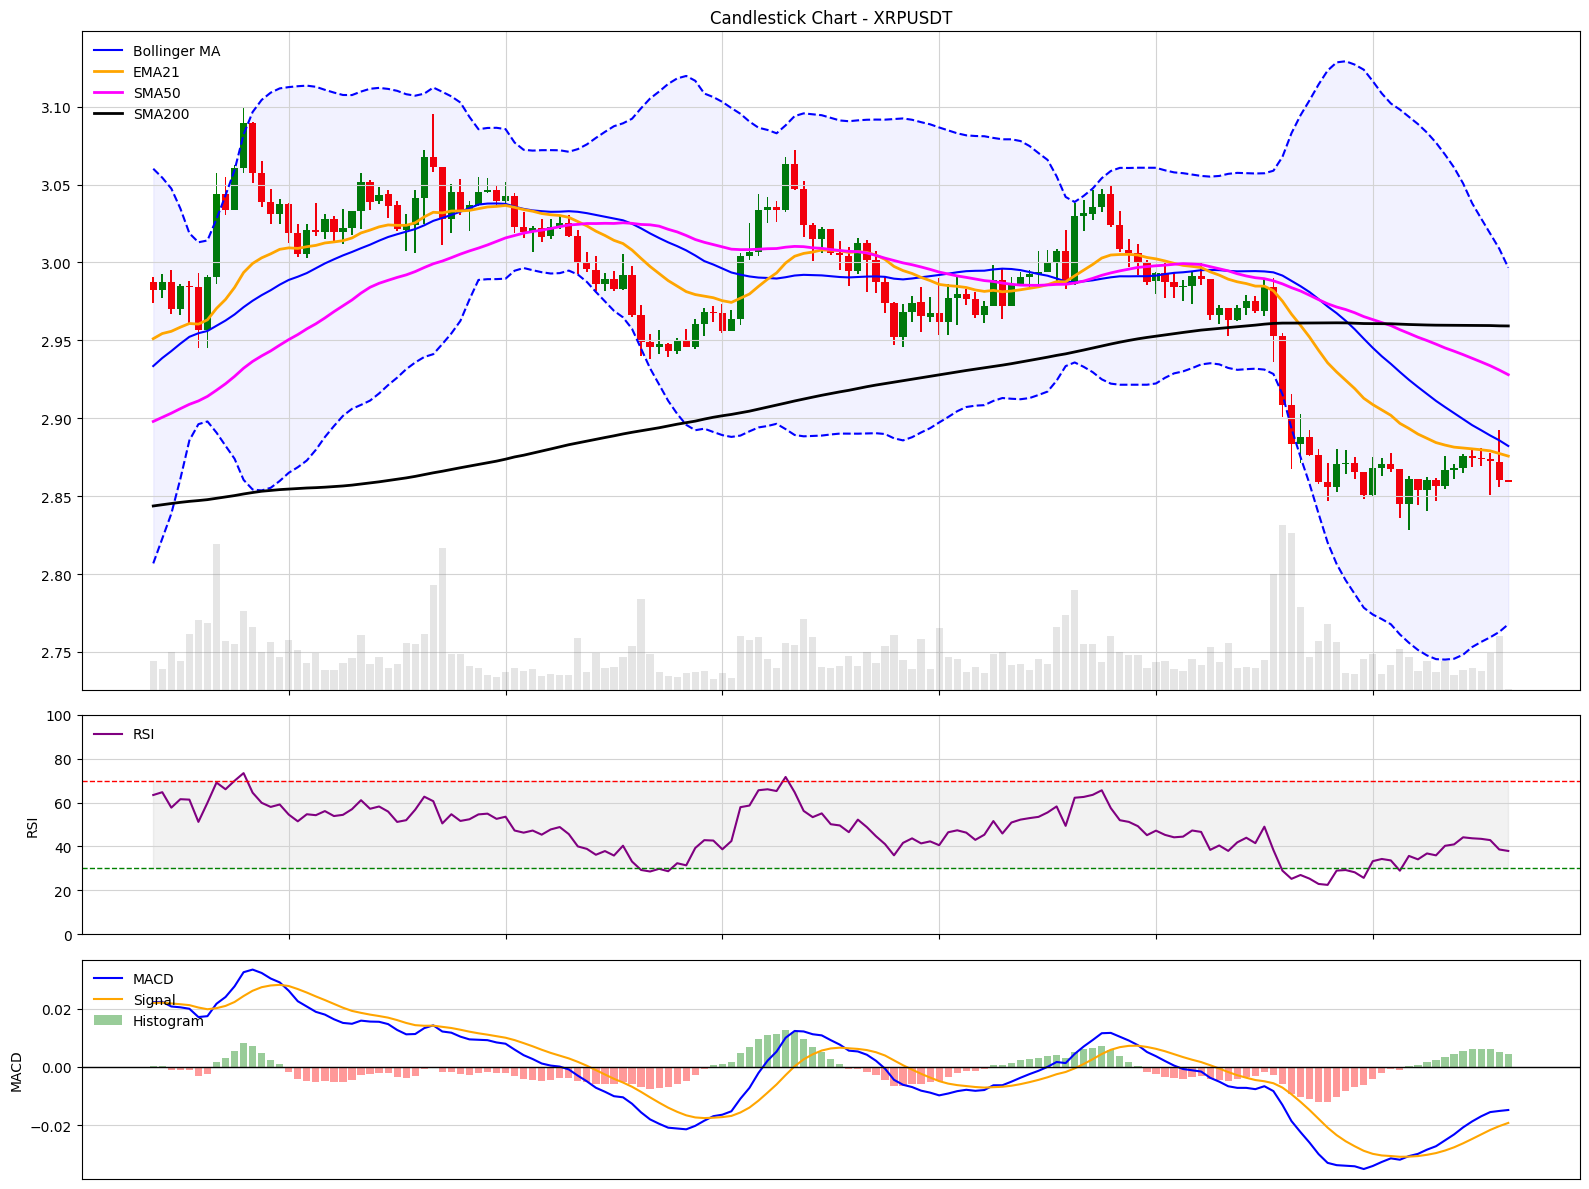 Candlestick Chart - XRPUSDT
Bollinger MA
EMA21
SMA50
SMA200
3.10
3.05
3.00
2.95
2.90
2.85
2.80
2.75
RSI
100
80
60
40
20
0
RSI
MACD
Signal
Histogram
0.02
0.00
−0.02
MACD